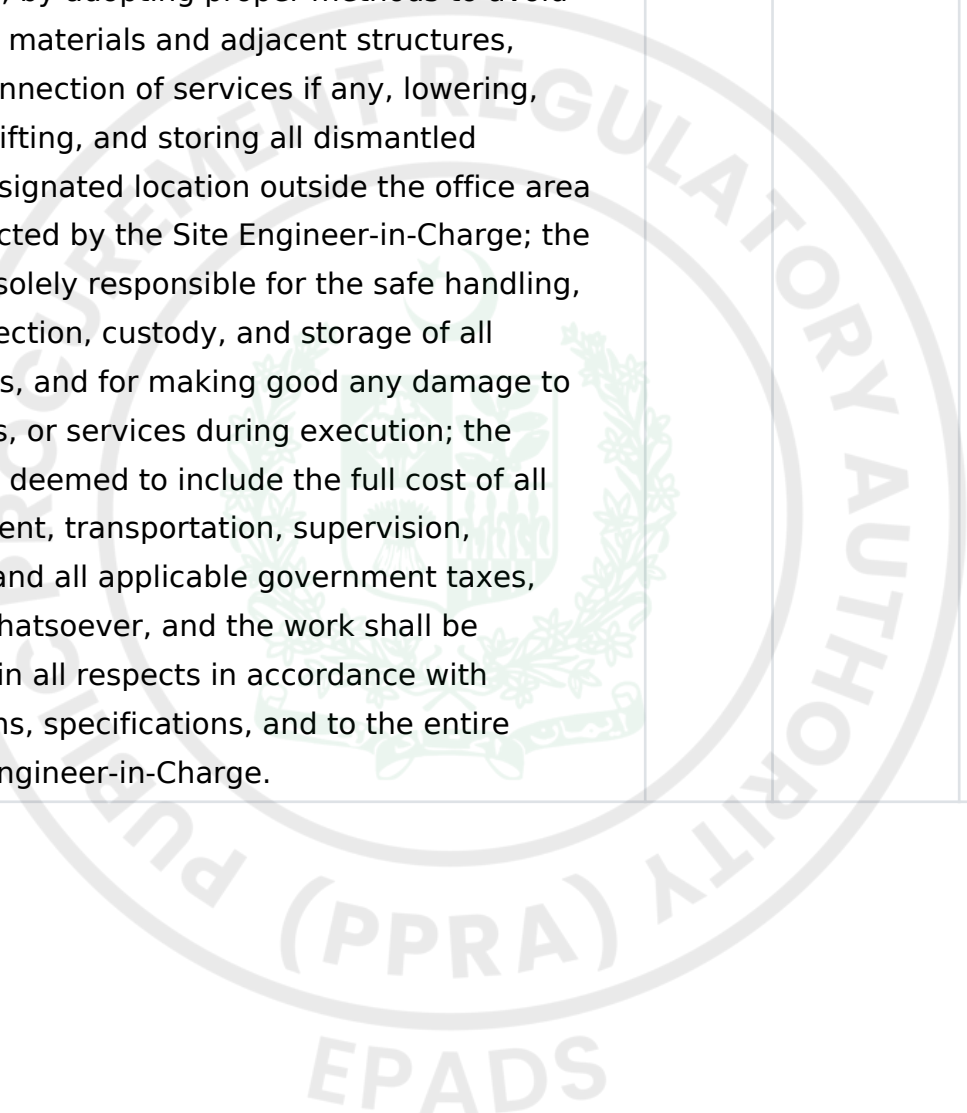 , by adopting proper methods to avoid
materials and adjacent structures,
nnection of services if any, lowering,
ifting, and storing all dismantled
signated location outside the office area
cted by the Site Engineer-in-Charge; the
solely responsible for the safe handling,
ection, custody, and storage of all
s, and for making good any damage to
s, or services during execution; the
deemed to include the full cost of all
ent, transportation, supervision,
and all applicable government taxes,
hatsoever, and the work shall be
in all respects in accordance with
ns, specifications, and to the entire
ngineer-in-Charge.
PUBLIC PROCUREMENT REGULATORY AUTHORITY
(PPRA)
EPADS